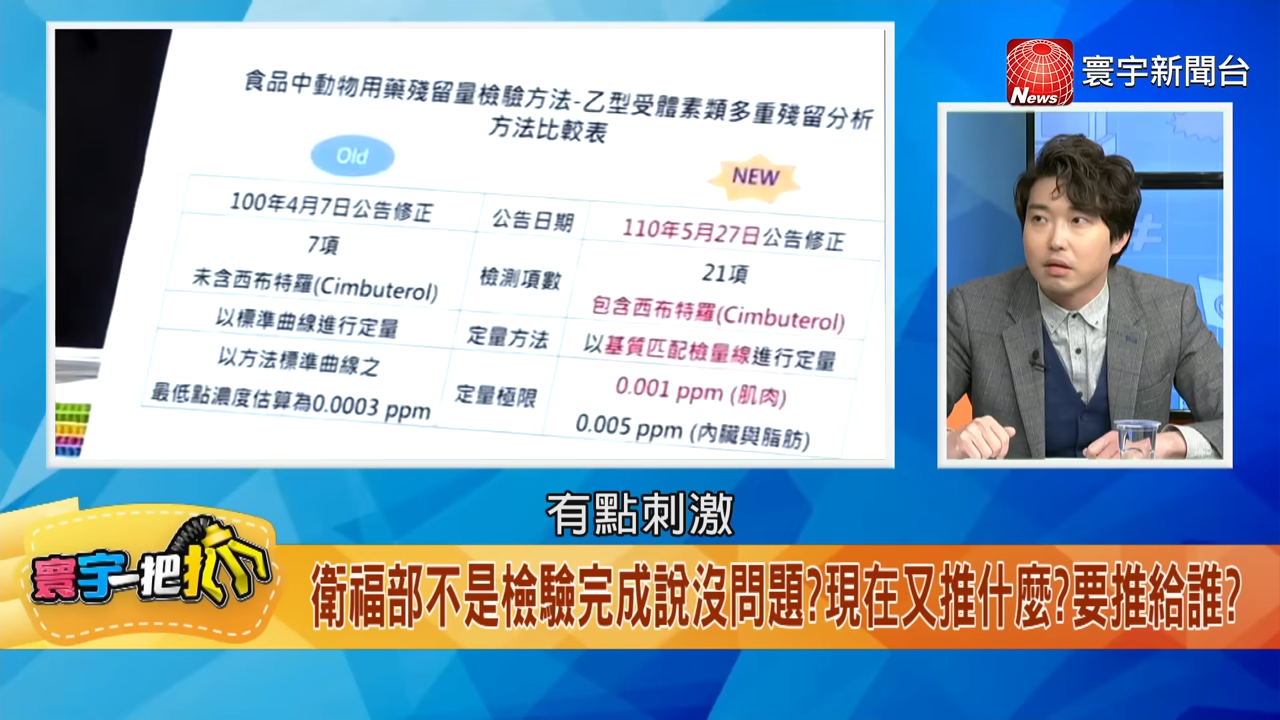 News
寰宇新聞台
食品中動物用藥殘留量檢驗方法-乙型受體素類多重殘留分析
方法比較表
Old
NEW
100年4月7日公告修正
公告日期
110年5月27日公告修正
7項
未含西布特羅(Cimbuterol)
檢測項數
21項
包含西布特羅(Cimbuterol)
以標準曲線進行定量
定量方法
以基質匹配檢量線進行定量
以方法標準曲線之
最低點濃度估算為0.0003 ppm
定量極限
0.001 ppm (肌肉)
0.005 ppm (內臟與脂肪)
有點刺激
寰宇一把抓
衛福部不是檢驗完成說沒問題?現在又推什麼?要推給誰?